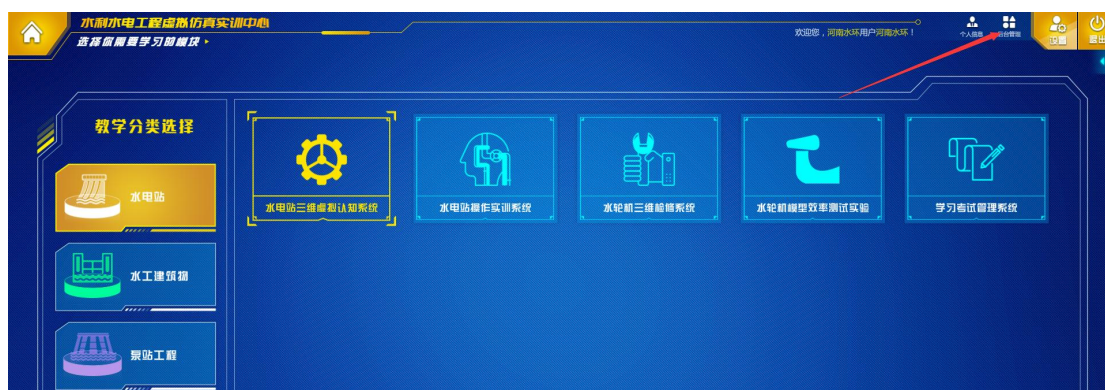 水利水电工程虚拟仿真实训中心
选择你需要学习的模块
欢迎您，河南水环用户河南水环！
个人信息
后台管理
设置
退出
教学分类选择
水电站
水工建筑物
泵站工程
水电站三维虚拟认知系统
水电站操作实训系统
水轮机三维检修系统
水轮机模型效率测试实验
学习考试管理系统